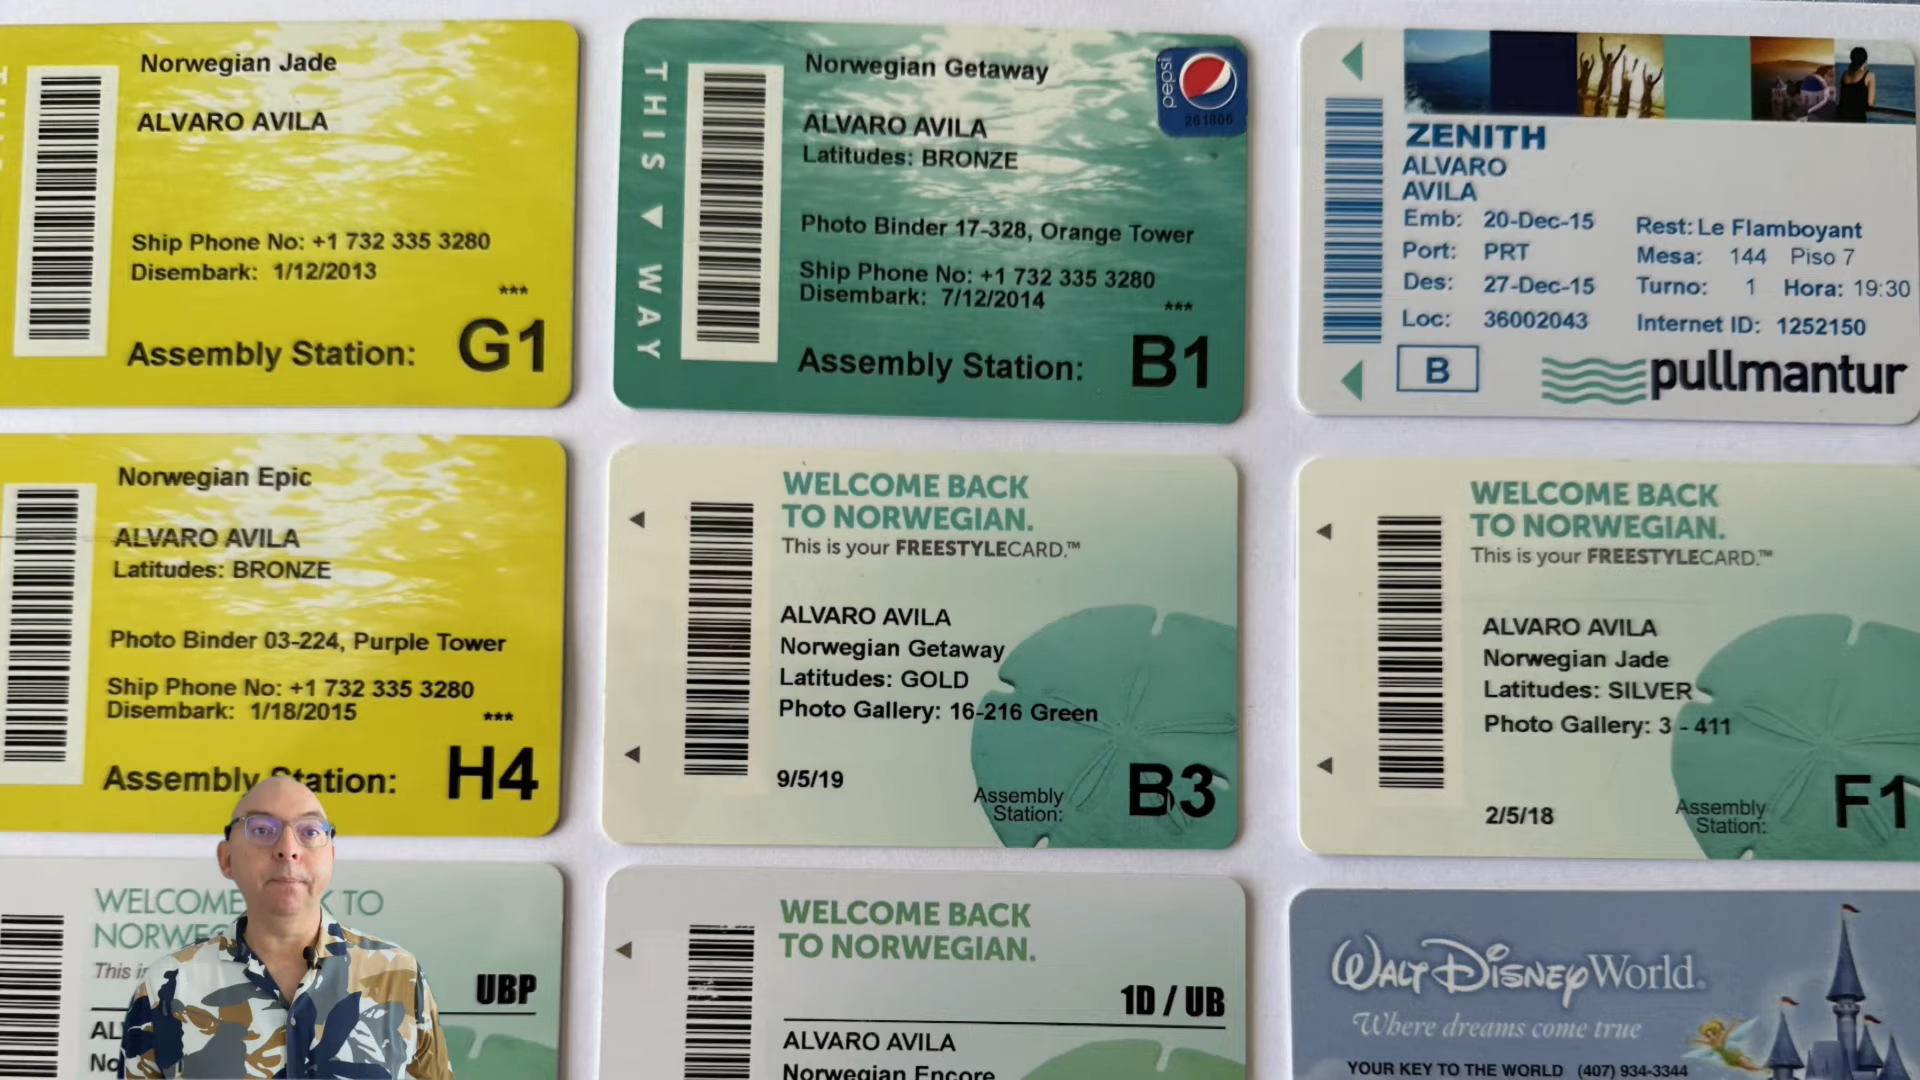 Norwegian Jade
ALVARO AVILA
Ship Phone No: +1 732 335 3280
Disembark: 1/12/2013
***
Assembly Station: G1
THIS WAY
Norwegian Getaway
pepsi
261806
ALVARO AVILA
Latitudes: BRONZE
Photo Binder 17-328, Orange Tower
Ship Phone No: +1 732 335 3280
Disembark: 7/12/2014
***
Assembly Station: B1
ZENITH
ALVARO
AVILA
Emb: 20-Dec-15
Port: PRT
Des: 27-Dec-15
Loc: 36002043
B
Rest: Le Flamboyant
Mesa: 144 Piso 7
Turno: 1 Hora: 19:30
Internet ID: 1252150
pullmantur
Norwegian Epic
ALVARO AVILA
Latitudes: BRONZE
Photo Binder 03-224, Purple Tower
Ship Phone No: +1 732 335 3280
Disembark: 1/18/2015
***
Assembly Station: H4
WELCOME BACK
TO NORWEGIAN.
This is your FREESTYLECARD.™
ALVARO AVILA
Norwegian Getaway
Latitudes: GOLD
Photo Gallery: 16-216 Green
9/5/19
Assembly
Station:
B3
WELCOME BACK
TO NORWEGIAN.
This is your FREESTYLECARD.™
ALVARO AVILA
Norwegian Jade
Latitudes: SILVER
Photo Gallery: 3 - 411
2/5/18
Assembly
Station:
F1
WELCOME K TO
NORWE
This is
UBP
AL
No
WELCOME BACK
TO NORWEGIAN.
1D / UB
ALVARO AVILA
Norwegian Encore
WALT DISNEY World.
Where dreams come true
YOUR KEY TO THE WORLD (407) 934-3344